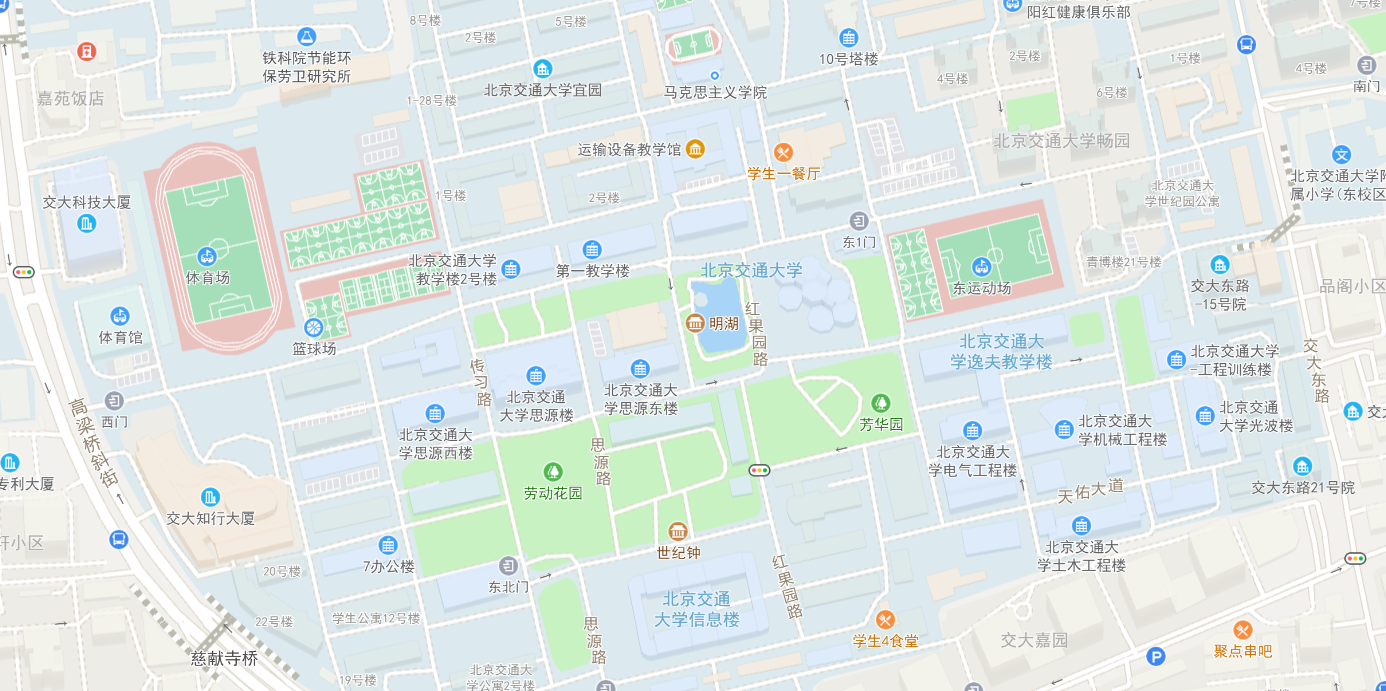 阳红健康俱乐部
8号楼
5号楼
7号楼
2号楼
铁科院节能环
保劳卫研究所
10号塔楼
2号楼
1号楼
4号楼
南门
嘉苑饭店
1-28号楼
北京交通大学宜园
马克思主义学院
4号楼
6号楼
北京交通大学畅园
运输设备教学馆
学生一餐厅
北京交通大学附
属小学(东校区
交大科技大厦
1号楼
2号楼
北京交通大
学世纪园公寓
东1门
体育场
北京交通大学
教学楼2号楼
第一教学楼
北京交通大学
青博楼21号楼
东运动场
交大东路
-15号院
品阁小区
体育馆
篮球场
明湖
红果园路
北京交通大
学逸夫教学楼
北京交通大学
-工程训练楼
交大东路
传习路
北京交通
大学思源楼
北京交通大
学思源东楼
西门
高梁桥斜街
北京交通大
学思源西楼
芳华园
北京交通大
学机械工程楼
北京交通
大学光波楼
交
思源路
北京交通大
学电气工程楼
专利大厦
劳动花园
天佑大道
交大东路21号院
交大知行大厦
轩小区
7办公楼
世纪钟
北京交通大
学土木工程楼
20号楼
东北门
红果园路
22号楼
学生公寓12号楼
北京交通
大学信息楼
思源路
学生4食堂
交大嘉园
聚点串吧
慈献寺桥
19号楼
北京交通大
学公寓2号楼
P